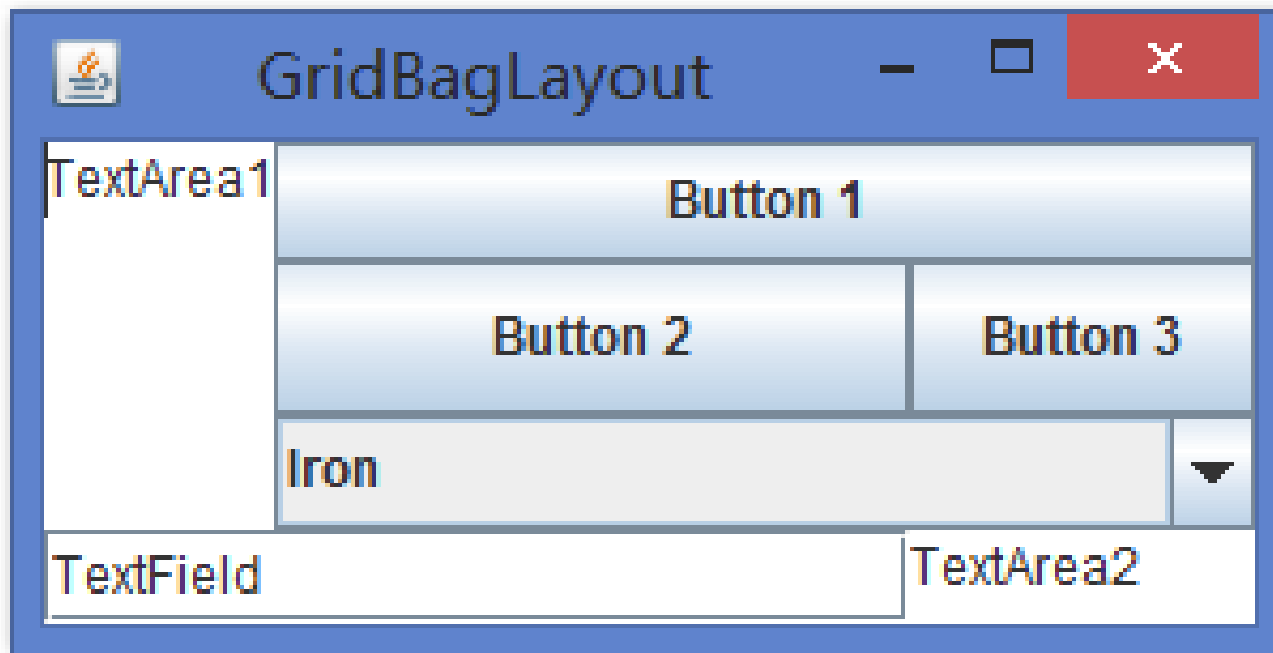 GridBagLayout
TextArea1
Button 1
Button 2
Button 3
Iron
TextField
TextArea2